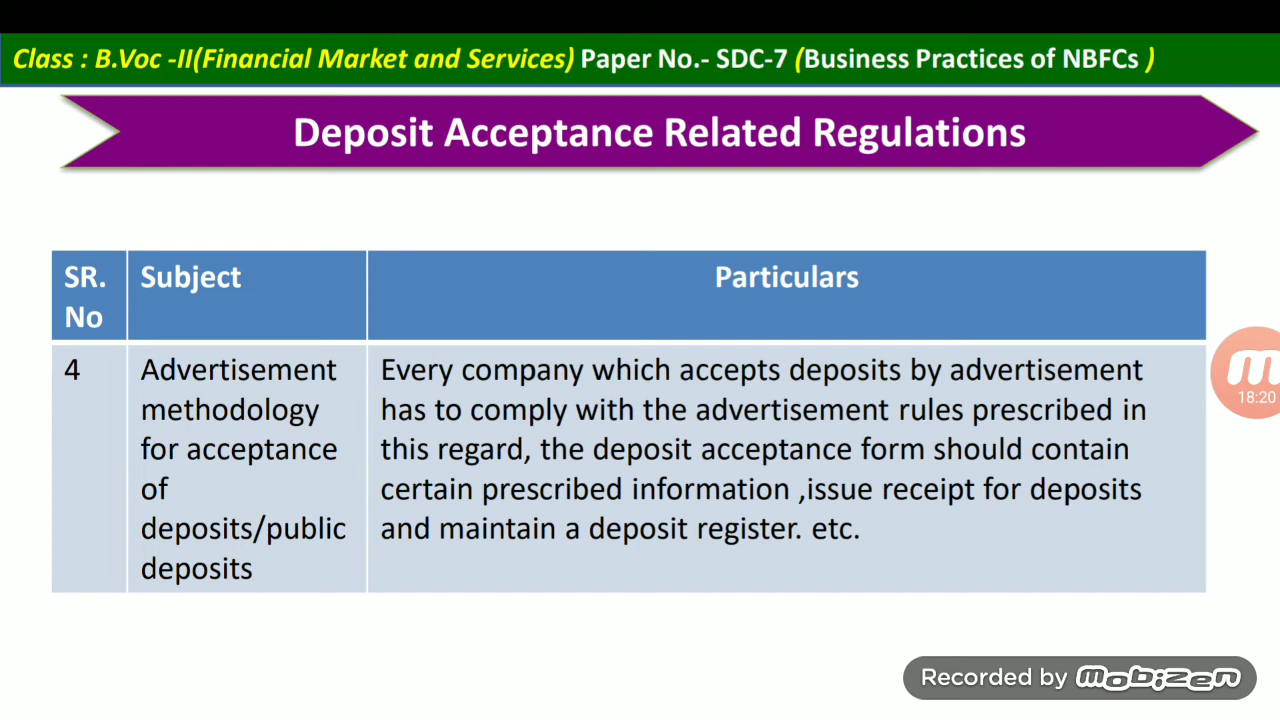 Class : B.Voc -II(Financial Market and Services) Paper No.- SDC-7 (Business Practices of NBFCs )
Deposit Acceptance Related Regulations
SR. No
Subject
Particulars
4
Advertisement
methodology
for acceptance
of
deposits/public
deposits
Every company which accepts deposits by advertisement
has to comply with the advertisement rules prescribed in
this regard, the deposit acceptance form should contain
certain prescribed information ,issue receipt for deposits
and maintain a deposit register. etc.
18:20
Recorded by mobizen